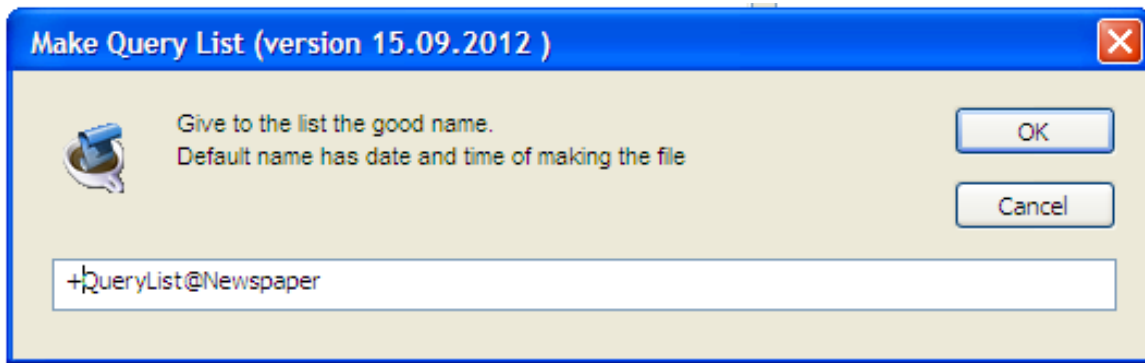 Make Query List (version 15.09.2012 )
Give to the list the good name.
Default name has date and time of making the file
OK
Cancel
+QueryList@Newspaper